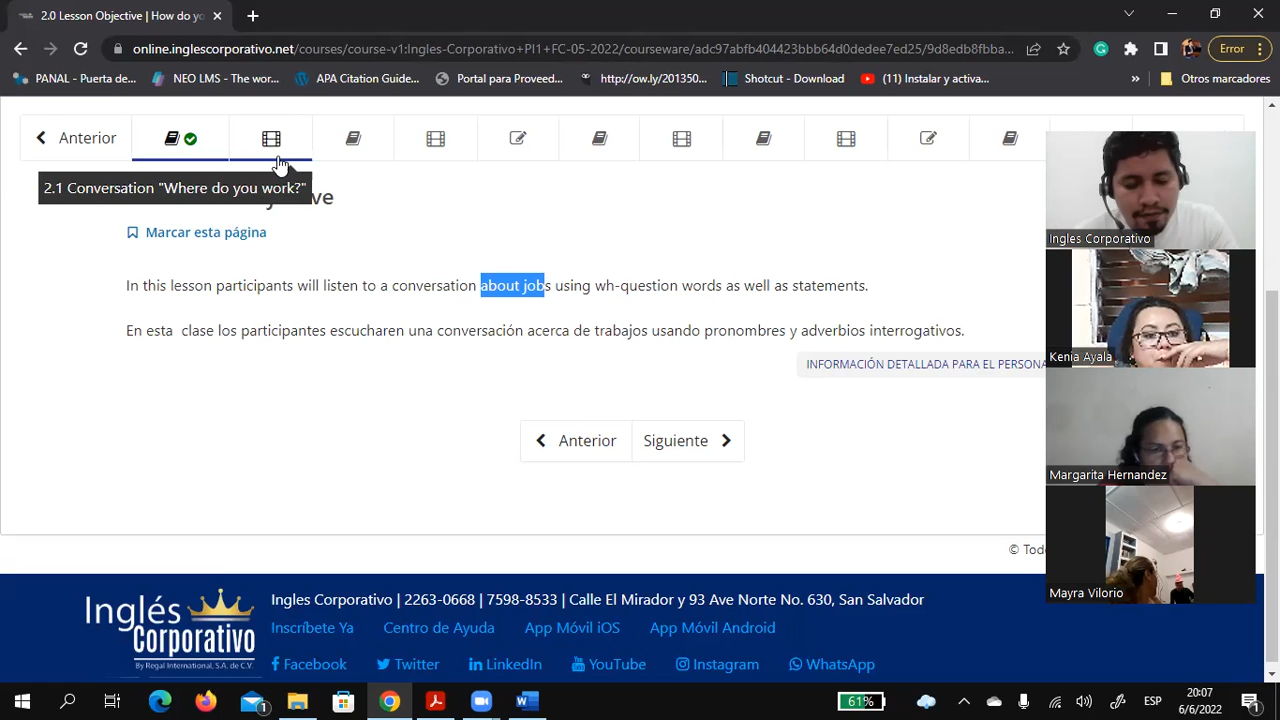 2.0 Lesson Objective | How do yo
online.inglescorporativo.net/courses/course-v1:Ingles-Corporativo+PI1+FC-05-2022/courseware/adc97abfb404423bbb64d0dedee7ed25/9d8edb8fbba...
Error
PANAL - Puerta de...
NEO LMS - The wor...
APA Citation Guide...
Portal para Proveed...
http://ow.ly/201350...
Shotcut - Download
(11) Instalar y activa...
Otros marcadores
Anterior
2.1 Conversation "Where do you work?"
ve
Marcar esta página
In this lesson participants will listen to a conversation about jobs using wh-question words as well as statements.
En esta clase los participantes escucharen una conversación acerca de trabajos usando pronombres y adverbios interrogativos.
INFORMACIÓN DETALLADA PARA EL PERSONA
Anterior
Siguiente
Ingles Corporativo
Kenia Ayala
Margarita Hernandez
Mayra Vilorio
© Tod
Inglés Corporativo
By Regal International, S.A. de C.V.
Ingles Corporativo | 2263-0668 | 7598-8533 | Calle El Mirador y 93 Ave Norte No. 630, San Salvador
Inscríbete Ya
Centro de Ayuda
App Móvil iOS
App Móvil Android
Facebook
Twitter
LinkedIn
YouTube
Instagram
WhatsApp
1
61%
ESP
20:07
6/6/2022
1